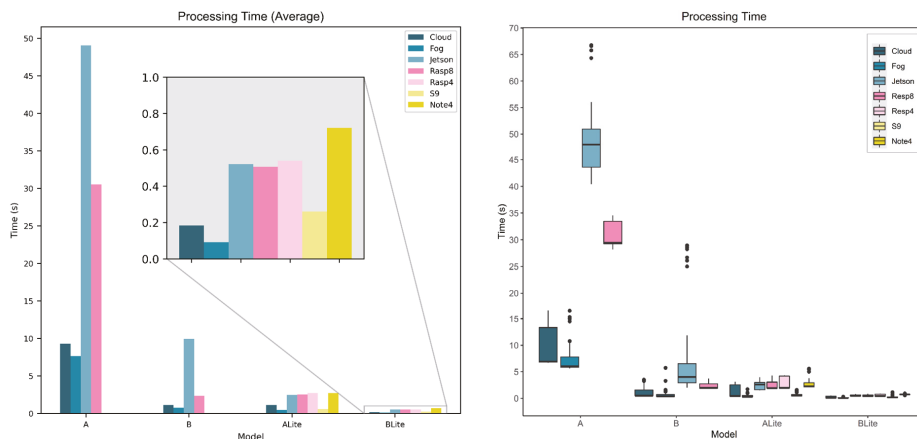 Processing Time (Average)
50
45
40
35
30
25
20
15
10
5
0
Time (s)
A
B
ALite
BLite
Model
Cloud
Fog
Jetson
Rasp8
Rasp4
S9
Note4
1.0
0.8
0.6
0.4
0.2
0.0
Processing Time
70
65
60
55
50
45
40
35
30
25
20
15
10
5
0
Time (s)
A
B
ALite
BLite
Model
Cloud
Fog
Jetson
Resp8
Resp4
S9
Note4